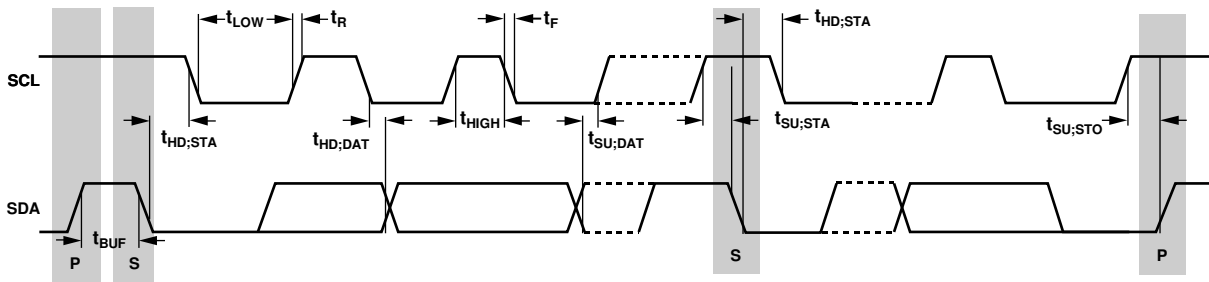 tLOW
tR
tF
tHD;STA
SCL
tHD;STA
tHD;DAT
tHIGH
tSU;DAT
tSU;STA
tSU;STO
SDA
tBUF
P
S
S
P